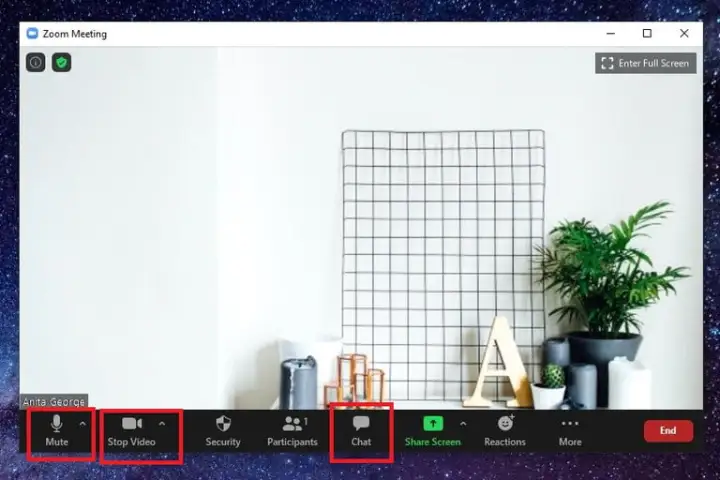 Zoom Meeting
Enter Full Screen
A
Anita George
1
Mute
Stop Video
Security
Participants
Chat
Share Screen
Reactions
More
End